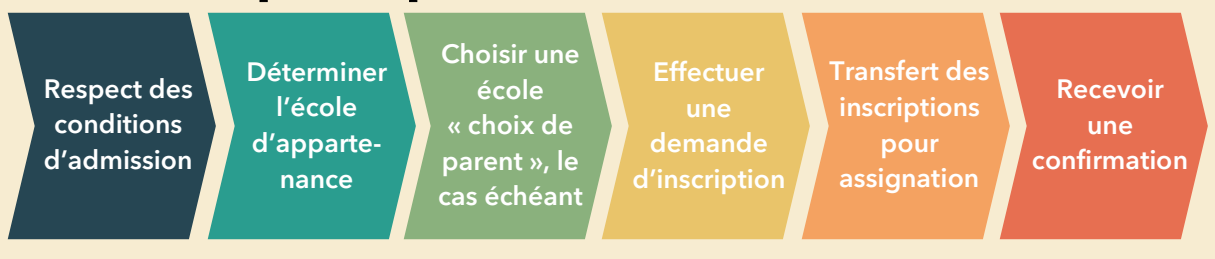 Respect des
conditions
d'admission
Déterminer
l'école
d'apparte-
nance
Choisir une
école
« choix de
parent », le
cas échéant
Effectuer
une
demande
d'inscription
Transfert des
inscriptions
pour
assignation
Recevoir
une
confirmation